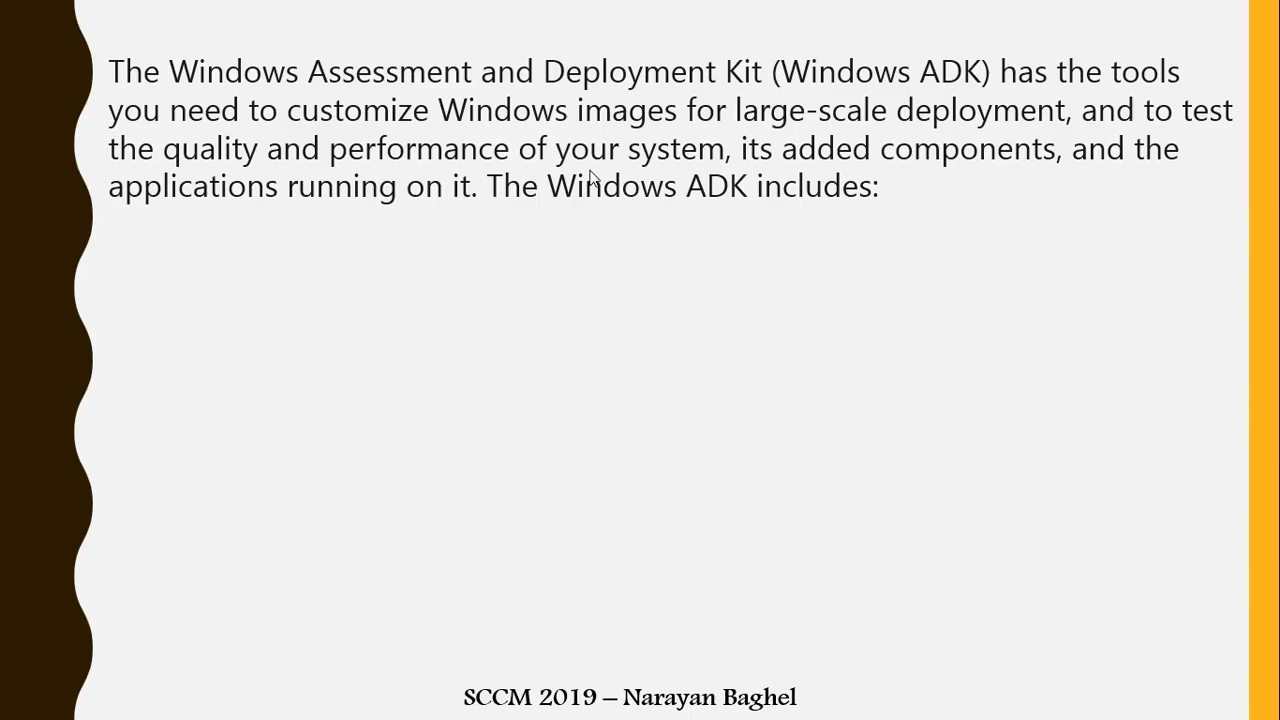 The Windows Assessment and Deployment Kit (Windows ADK) has the tools
you need to customize Windows images for large-scale deployment, and to test
the quality and performance of your system, its added components, and the
applications running on it. The Windows ADK includes:
SCCM 2019 – Narayan Baghel